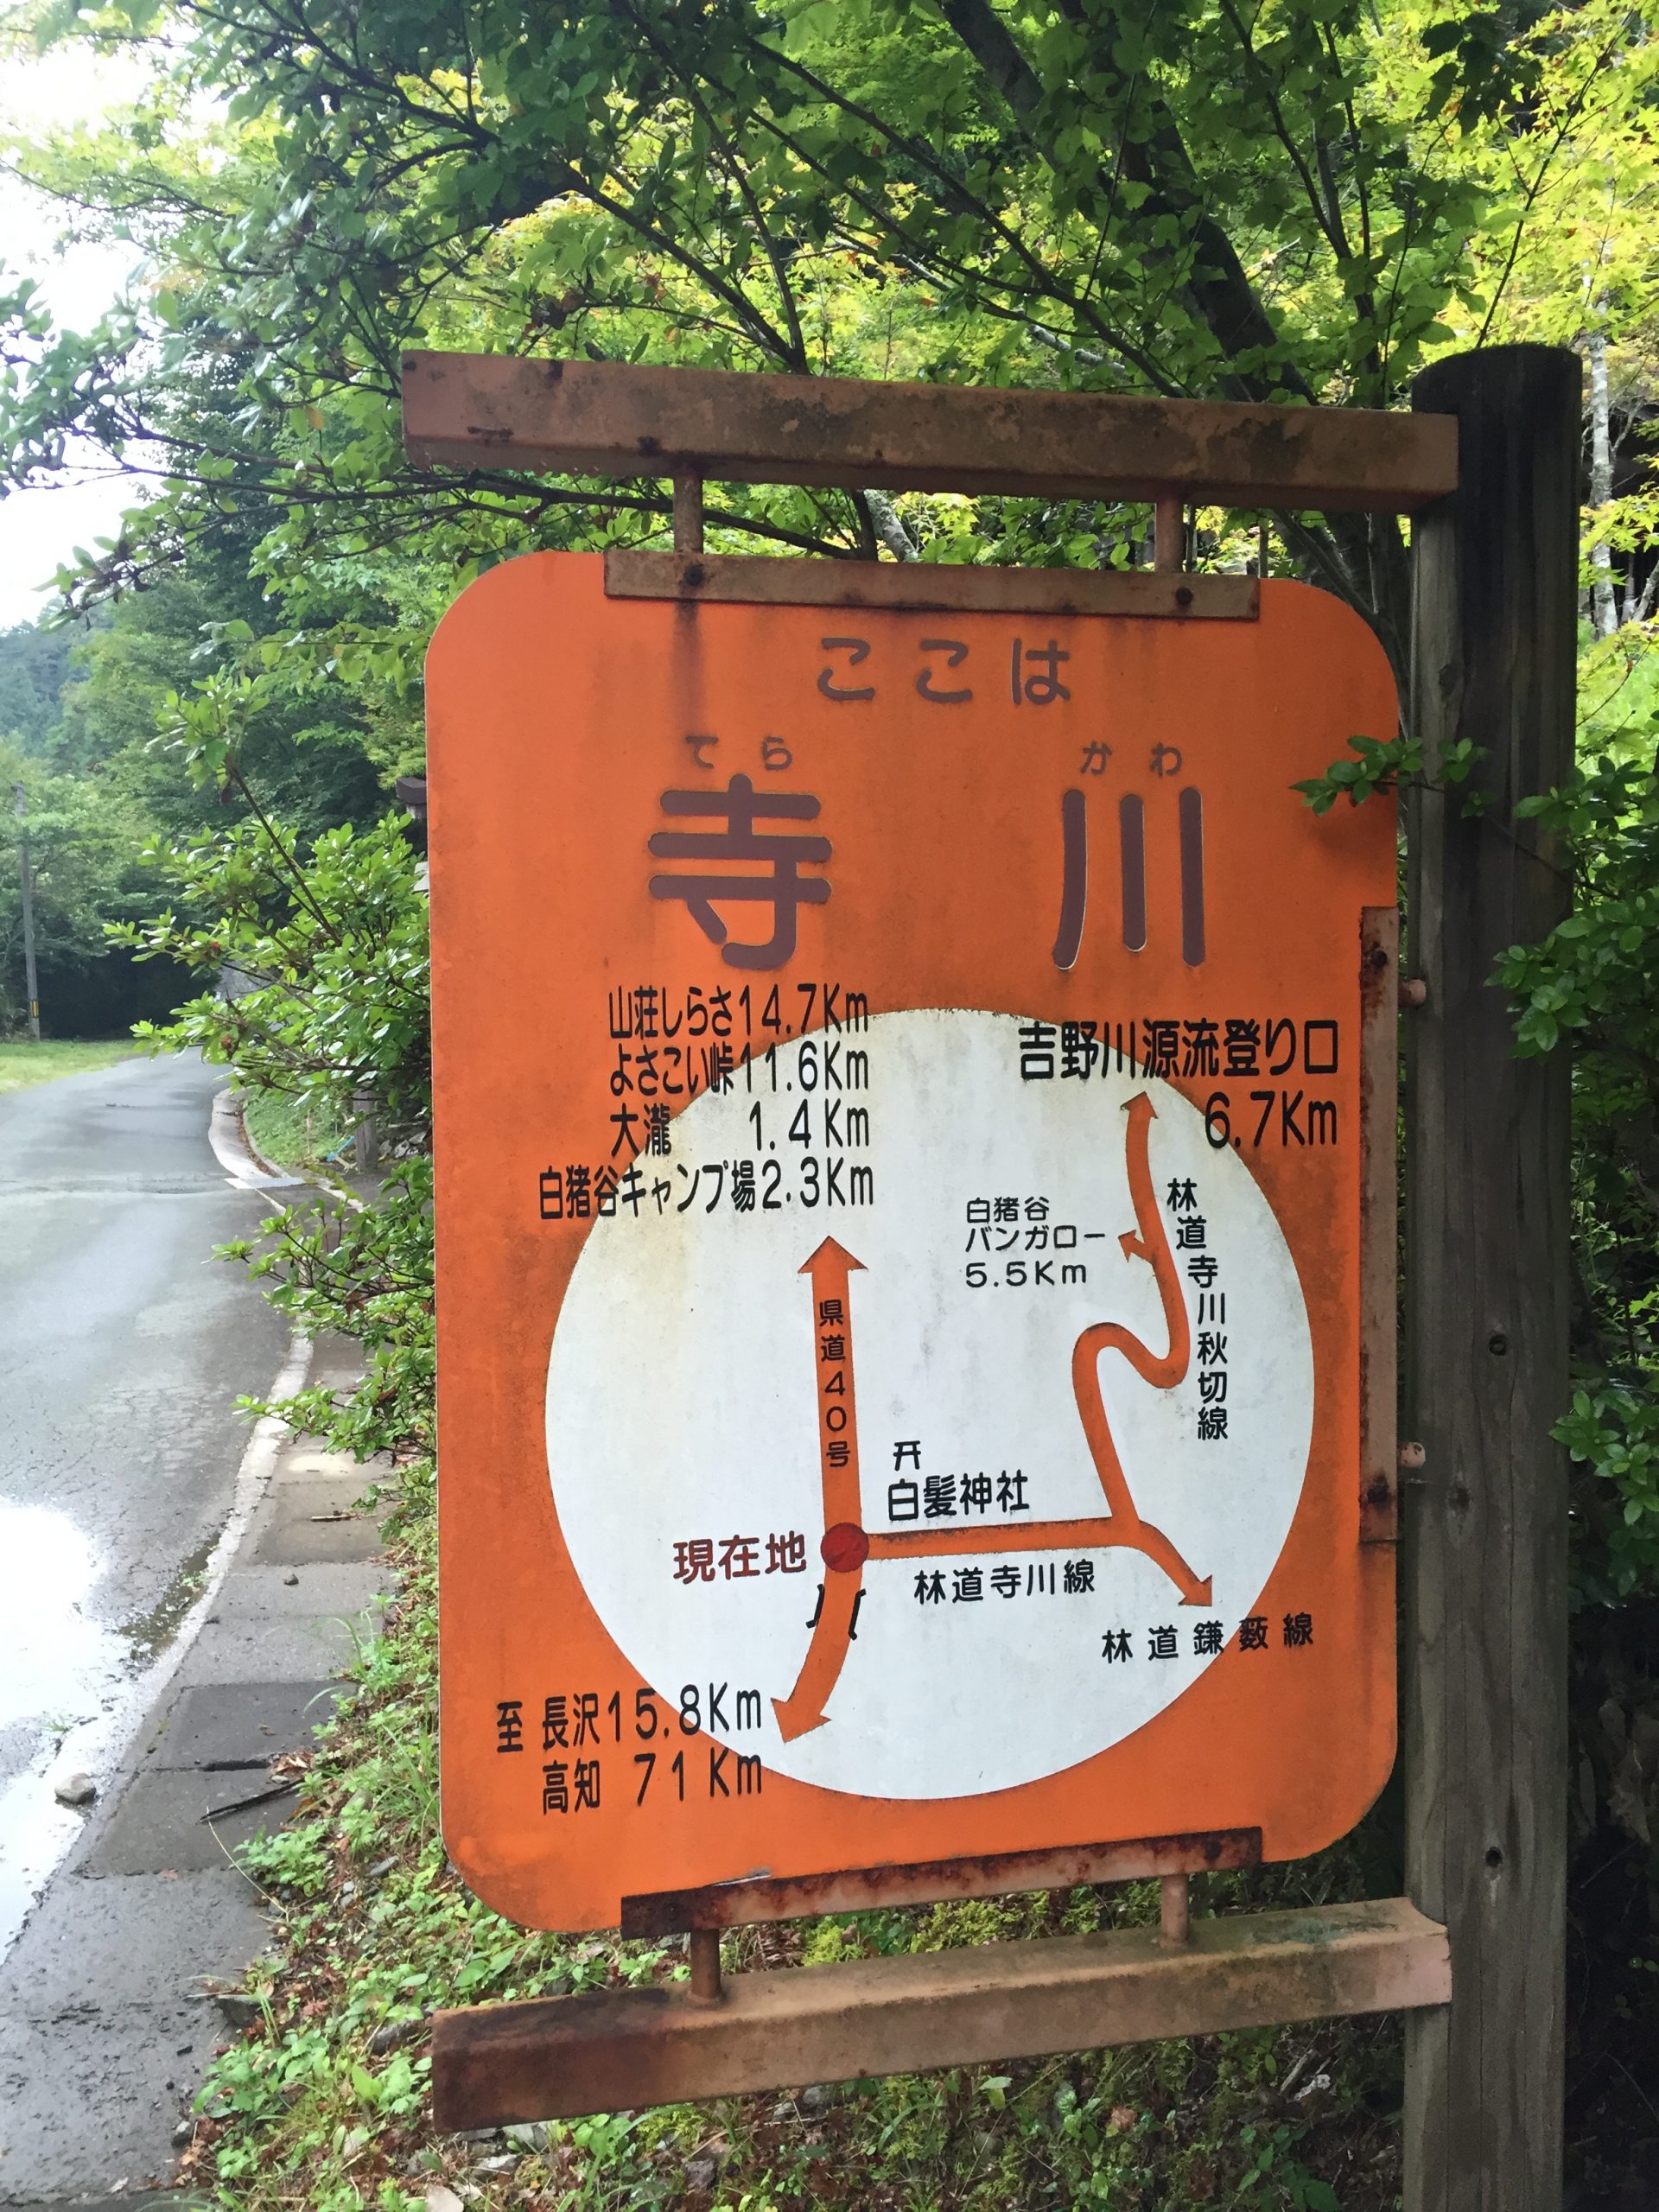 ここは
てら かわ
寺川
山荘しらさ14.7Km
よさこい峠11.6Km
大瀧 1.4Km
白猪谷キャンプ場2.3Km
吉野川源流登り口
6.7Km
白猪谷
バンガロー
5.5Km
林道寺川秋切線
県道40号
白髪神社
現在地
林道寺川線
林道鎌薮線
至 長沢15.8Km
高知 71Km